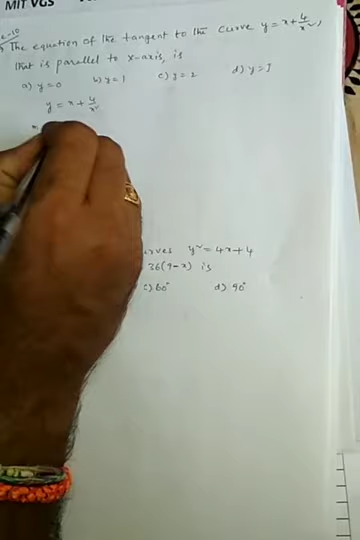 MIT VGS
The equation of the tangent to the curve y = x + 4/x²,
that is parallel to x-axis, is
a) y = 0 b) y = 1 c) y = 2 d) y = 3
y = x + 4/x²
y² = 4x + 4
36(9 - x) is
c) 60° d) 90°